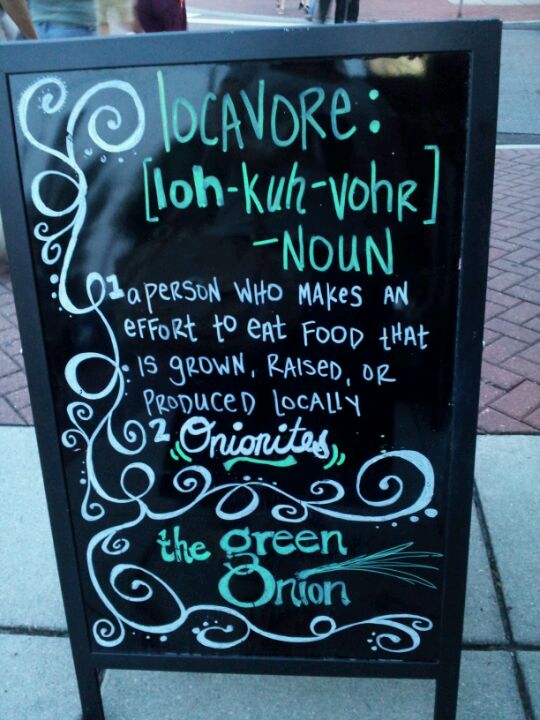 locavore:
[loh-kuh-vohr]
-NOUN
1 a person who makes an
effort to eat food that
is grown, raised, or
produced locally
2 "Onionites"
the green
Onion